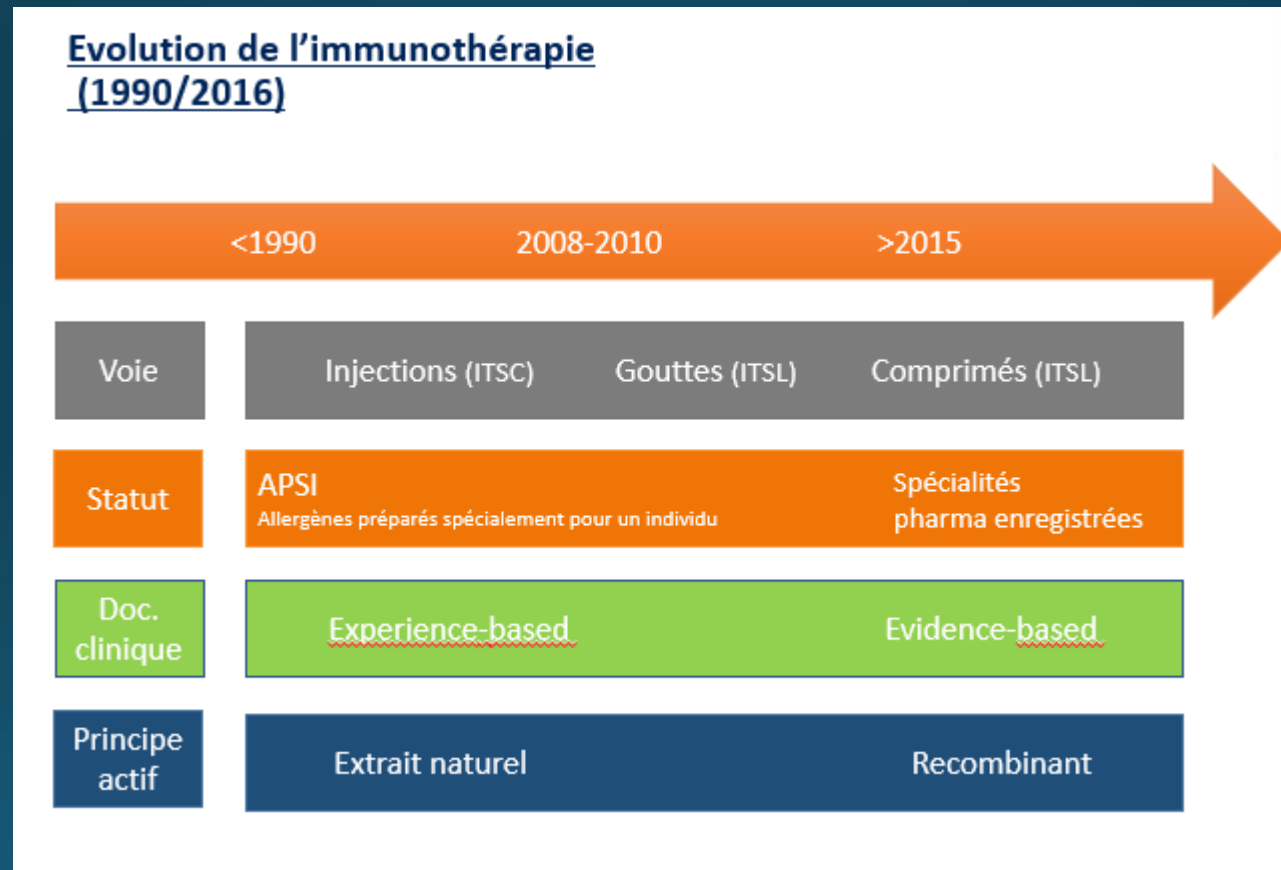 Evolution de l'immunothérapie
(1990/2016)
<1990 2008-2010 >2015
Voie
Injections (ITSC) Gouttes (ITSL) Comprimés (ITSL)
Statut
APSI
Allergènes préparés spécialement pour un individu
Spécialités
pharma enregistrées
Doc.
clinique
Experience-based Evidence-based
Principe
actif
Extrait naturel Recombinant